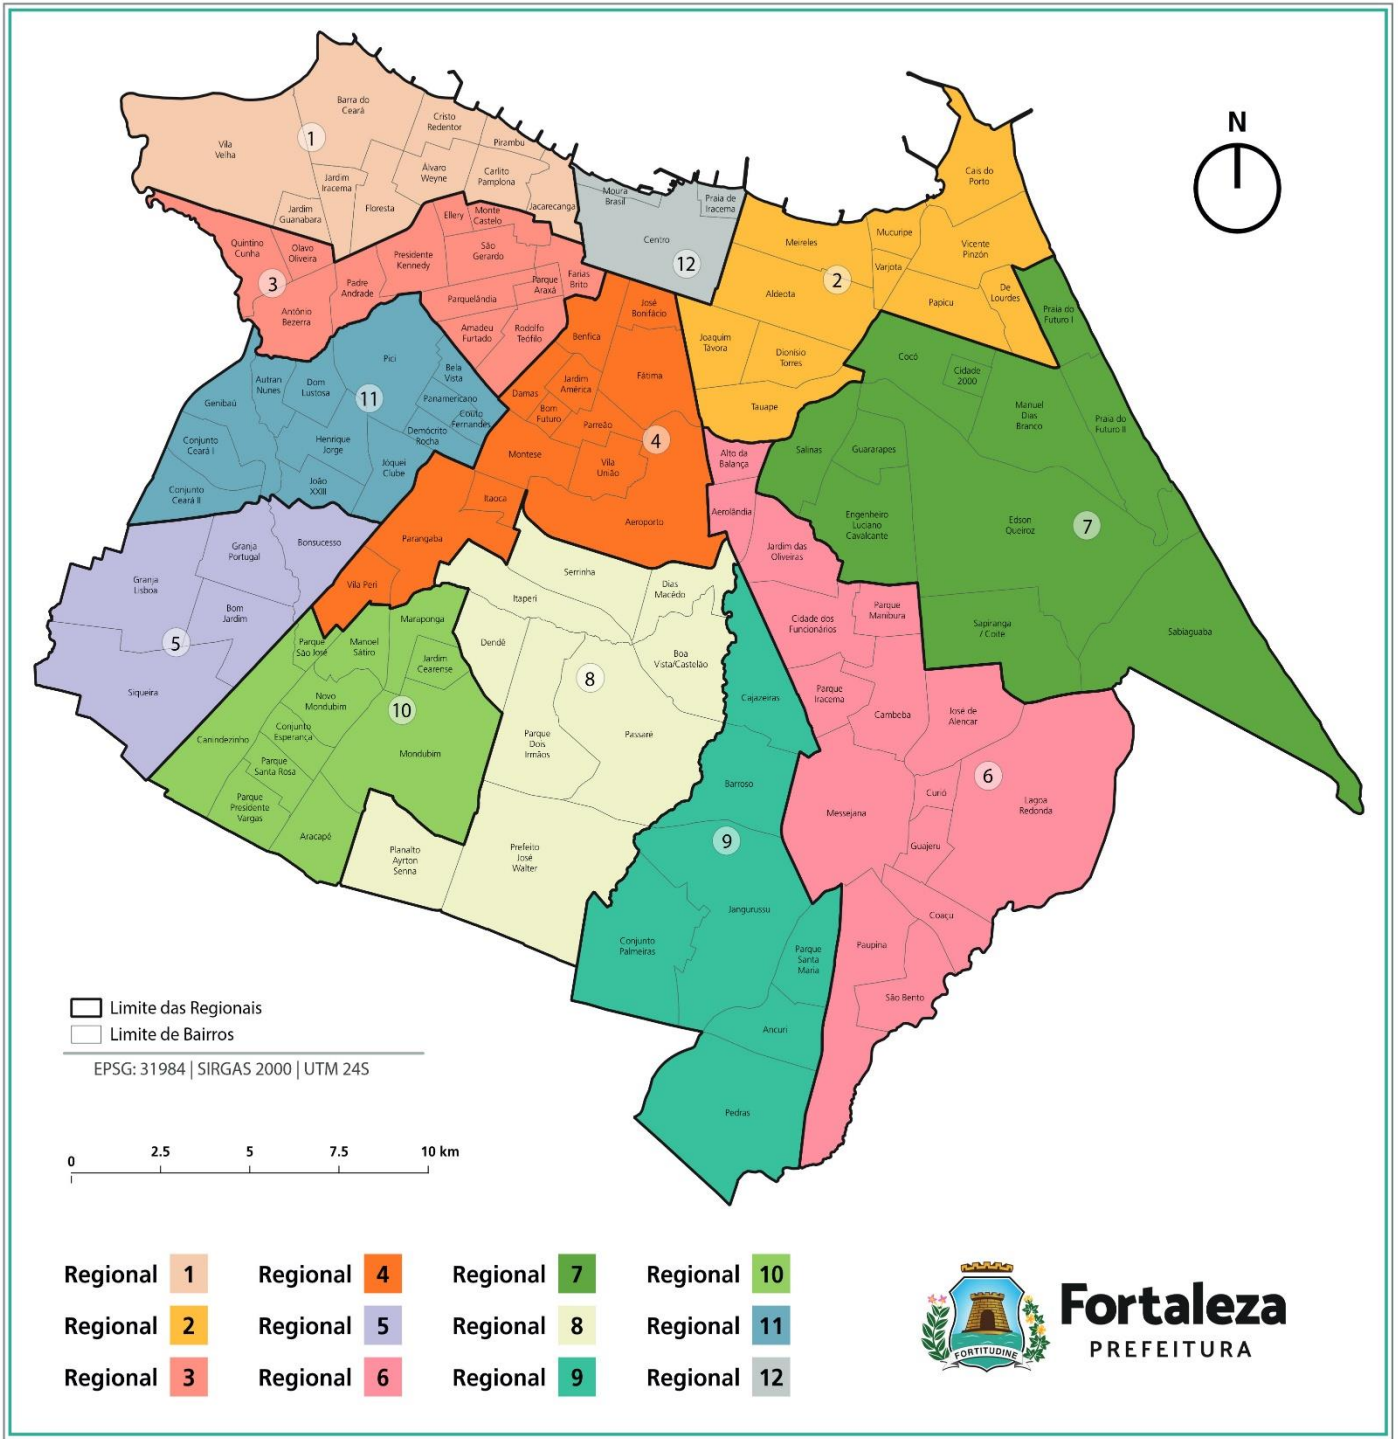 N
Barra do
Ceará
Vila
Velha
1
Cristo
Redentor
Pirambu
Álvaro
Weyne
Carlito
Pamplona
Jardim
Iracema
Floresta
Jardim
Guanabara
Jacarecanga
Moura
Brasil
Praia de
Iracema
Centro
12
Cais do
Porto
Meireles
Mucuripe
Vicente
Pinzón
Varjota
2
Aldeota
Papicu
De
Lourdes
Joaquim
Távora
Dionísio
Torres
Tauape
Quintino
Cunha
Olavo
Oliveira
3
Antônio
Bezerra
Padre
Andrade
Presidente
Kennedy
Ellery
Monte
Castelo
São
Gerardo
Parquelândia
Parque
Araxá
Farias
Brito
Amadeu
Furtado
Rodolfo
Teófilo
José
Bonifácio
Benfica
Fátima
Jardim
América
Damas
Bom
Futuro
Parreão
4
Montese
Vila
União
Itaoca
Aeroporto
Parangaba
Vila Peri
Pici
Bela
Vista
Panamericano
Couto
Fernandes
Autran
Nunes
Dom
Lustosa
11
Genibaú
Demócrito
Rocha
Conjunto
Ceará I
Henrique
Jorge
Jóquei
Clube
João
XXIII
Conjunto
Ceará II
Granja
Portugal
Bonsucesso
Granja
Lisboa
Bom
Jardim
5
Siqueira
Praia do
Futuro I
Cocó
Cidade
2000
Manuel
Dias
Branco
Praia do
Futuro II
Salinas
Guararapes
Engenheiro
Luciano
Cavalcante
Edson
Queiroz
7
Sapiranga
/ Coité
Sabiaguaba
Alto da
Balança
Aerolândia
Jardim das
Oliveiras
Cidade dos
Funcionários
Parque
Manibura
Parque
Iracema
Cambeba
José de
Alencar
6
Curió
Lagoa
Redonda
Messejana
Guajeru
Coaçu
Paupina
São Bento
Serrinha
Itaperi
Dias
Macêdo
Dendê
Boa
Vista/Castelão
8
Parque
Dois
Irmãos
Passaré
Planalto
Ayrton
Senna
Prefeito
José
Walter
Maraponga
Parque
São José
Manoel
Sátiro
Jardim
Cearense
Novo
Mondubim
10
Canindezinho
Conjunto
Esperança
Mondubim
Parque
Santa Rosa
Parque
Presidente
Vargas
Aracapé
Cajazeiras
Barroso
9
Jangurussu
Conjunto
Palmeiras
Parque
Santa
Maria
Ancuri
Pedras
Limite das Regionais
Limite de Bairros
EPSG: 31984 | SIRGAS 2000 | UTM 24S
0 2.5 5 7.5 10 km
Regional 1 Regional 4 Regional 7 Regional 10
Regional 2 Regional 5 Regional 8 Regional 11
Regional 3 Regional 6 Regional 9 Regional 12
FORTITUDINE
Fortaleza
PREFEITURA